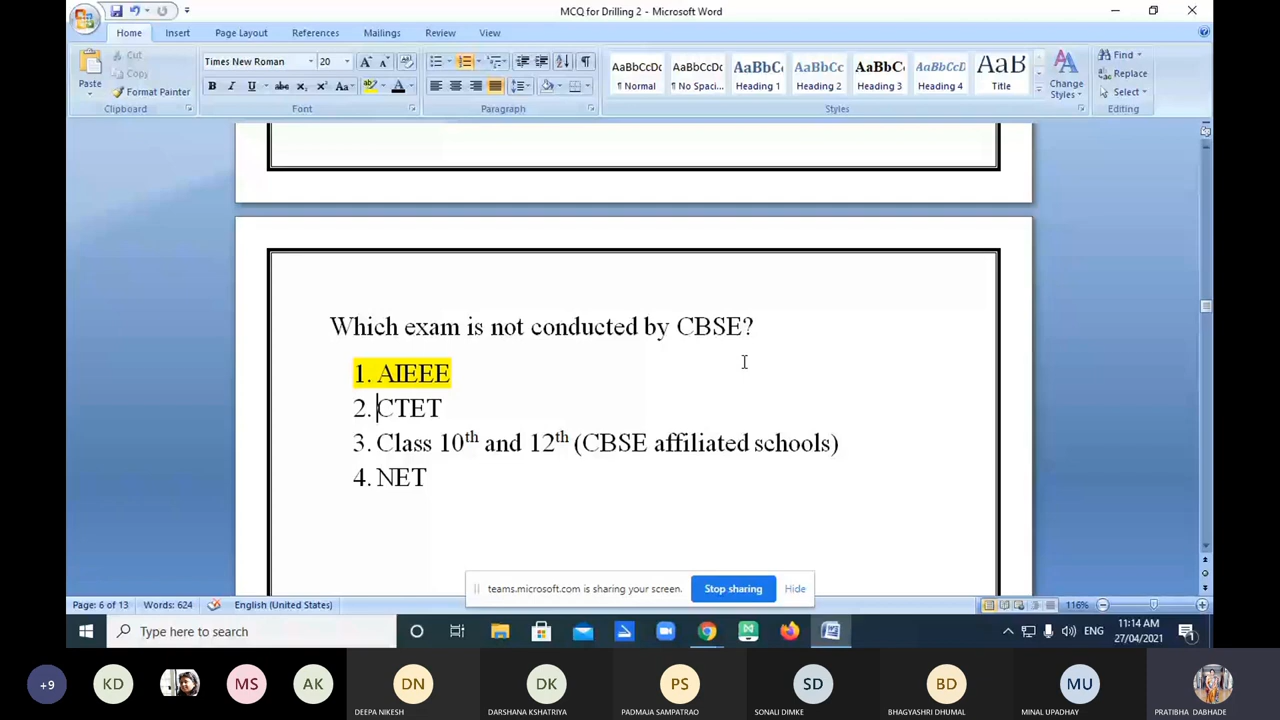 MCQ for Drilling 2 - Microsoft Word
Home Insert Page Layout References Mailings Review View
Paste
Cut
Copy
Format Painter
Clipboard
Times New Roman 20
B I U abc x₂ x² Aa A
Font
Paragraph
AaBbCcDc AaBbCcDc AaBbC AaBbCc AaBbC AaBbCcD AaB
¶ Normal ¶ No Spaci... Heading 1 Heading 2 Heading 3 Heading 4 Title
Change Styles
Styles
Find
Replace
Select
Editing
Which exam is not conducted by CBSE?
1. AIEEE
2. CTET
3. Class 10th and 12th (CBSE affiliated schools)
4. NET
teams.microsoft.com is sharing your screen. Stop sharing Hide
Page: 6 of 13 Words: 624 English (United States) 116%
Type here to search
ENG
11:14 AM
27/04/2021
1
+9 KD MS AK DN DK PS SD BD MU
DEEPA NIKESH DARSHANA KSHATRIYA PADMAJA SAMPATRAO SONALI DIMKE BHAGYASHRI DHUMAL MINAL UPADHAY PRATIBHA DABHADE